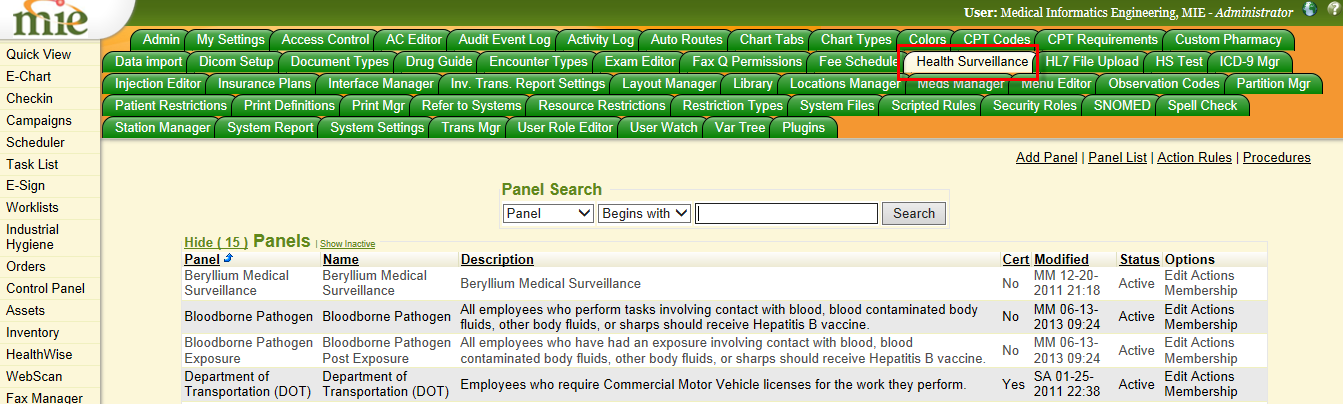 mie
User: Medical Informatics Engineering, MIE - Administrator
Admin My Settings Access Control AC Editor Audit Event Log Activity Log Auto Routes Chart Tabs Chart Types Colors CPT Codes CPT Requirements Custom Pharmacy
Data import Dicom Setup Document Types Drug Guide Encounter Types Exam Editor Fax Q Permissions Fee Schedule Health Surveillance HL7 File Upload HS Test ICD-9 Mgr
Injection Editor Insurance Plans Interface Manager Inv. Trans. Report Settings Layout Manager Library Locations Manager Meds Manager Menu Editor Observation Codes Partition Mgr
Patient Restrictions Print Definitions Print Mgr Refer to Systems Resource Restrictions Restriction Types System Files Scripted Rules Security Roles SNOMED Spell Check
Station Manager System Report System Settings Trans Mgr User Role Editor User Watch Var Tree Plugins
Quick View
E-Chart
Checkin
Campaigns
Scheduler
Task List
E-Sign
Worklists
Industrial
Hygiene
Orders
Control Panel
Assets
Inventory
HealthWise
WebScan
Fax Manager
Add Panel | Panel List | Action Rules | Procedures
Panel Search
Panel Begins with Search
Hide ( 15 ) Panels | Show Inactive
Panel Name Description Cert Modified Status Options
Beryllium Medical Beryllium Medical Beryllium Medical Surveillance No MM 12-20- Active Edit Actions
Surveillance Surveillance 2011 21:18 Membership
Bloodborne Pathogen Bloodborne Pathogen All employees who perform tasks involving contact with blood, blood contaminated body No MM 06-13- Active Edit Actions
fluids, other body fluids, or sharps should receive Hepatitis B vaccine. 2013 09:24 Membership
Bloodborne Pathogen Bloodborne Pathogen All employees who have had an exposure involving contact with blood, blood No MM 06-13- Active Edit Actions
Exposure Post Exposure contaminated body fluids, other body fluids, or sharps should receive Hepatitis B vaccine. 2013 09:24 Membership
Department of Department of Employees who require Commercial Motor Vehicle licenses for the work they perform. Yes SA 01-25- Active Edit Actions
Transportation (DOT) Transportation (DOT) 2011 22:38 Membership